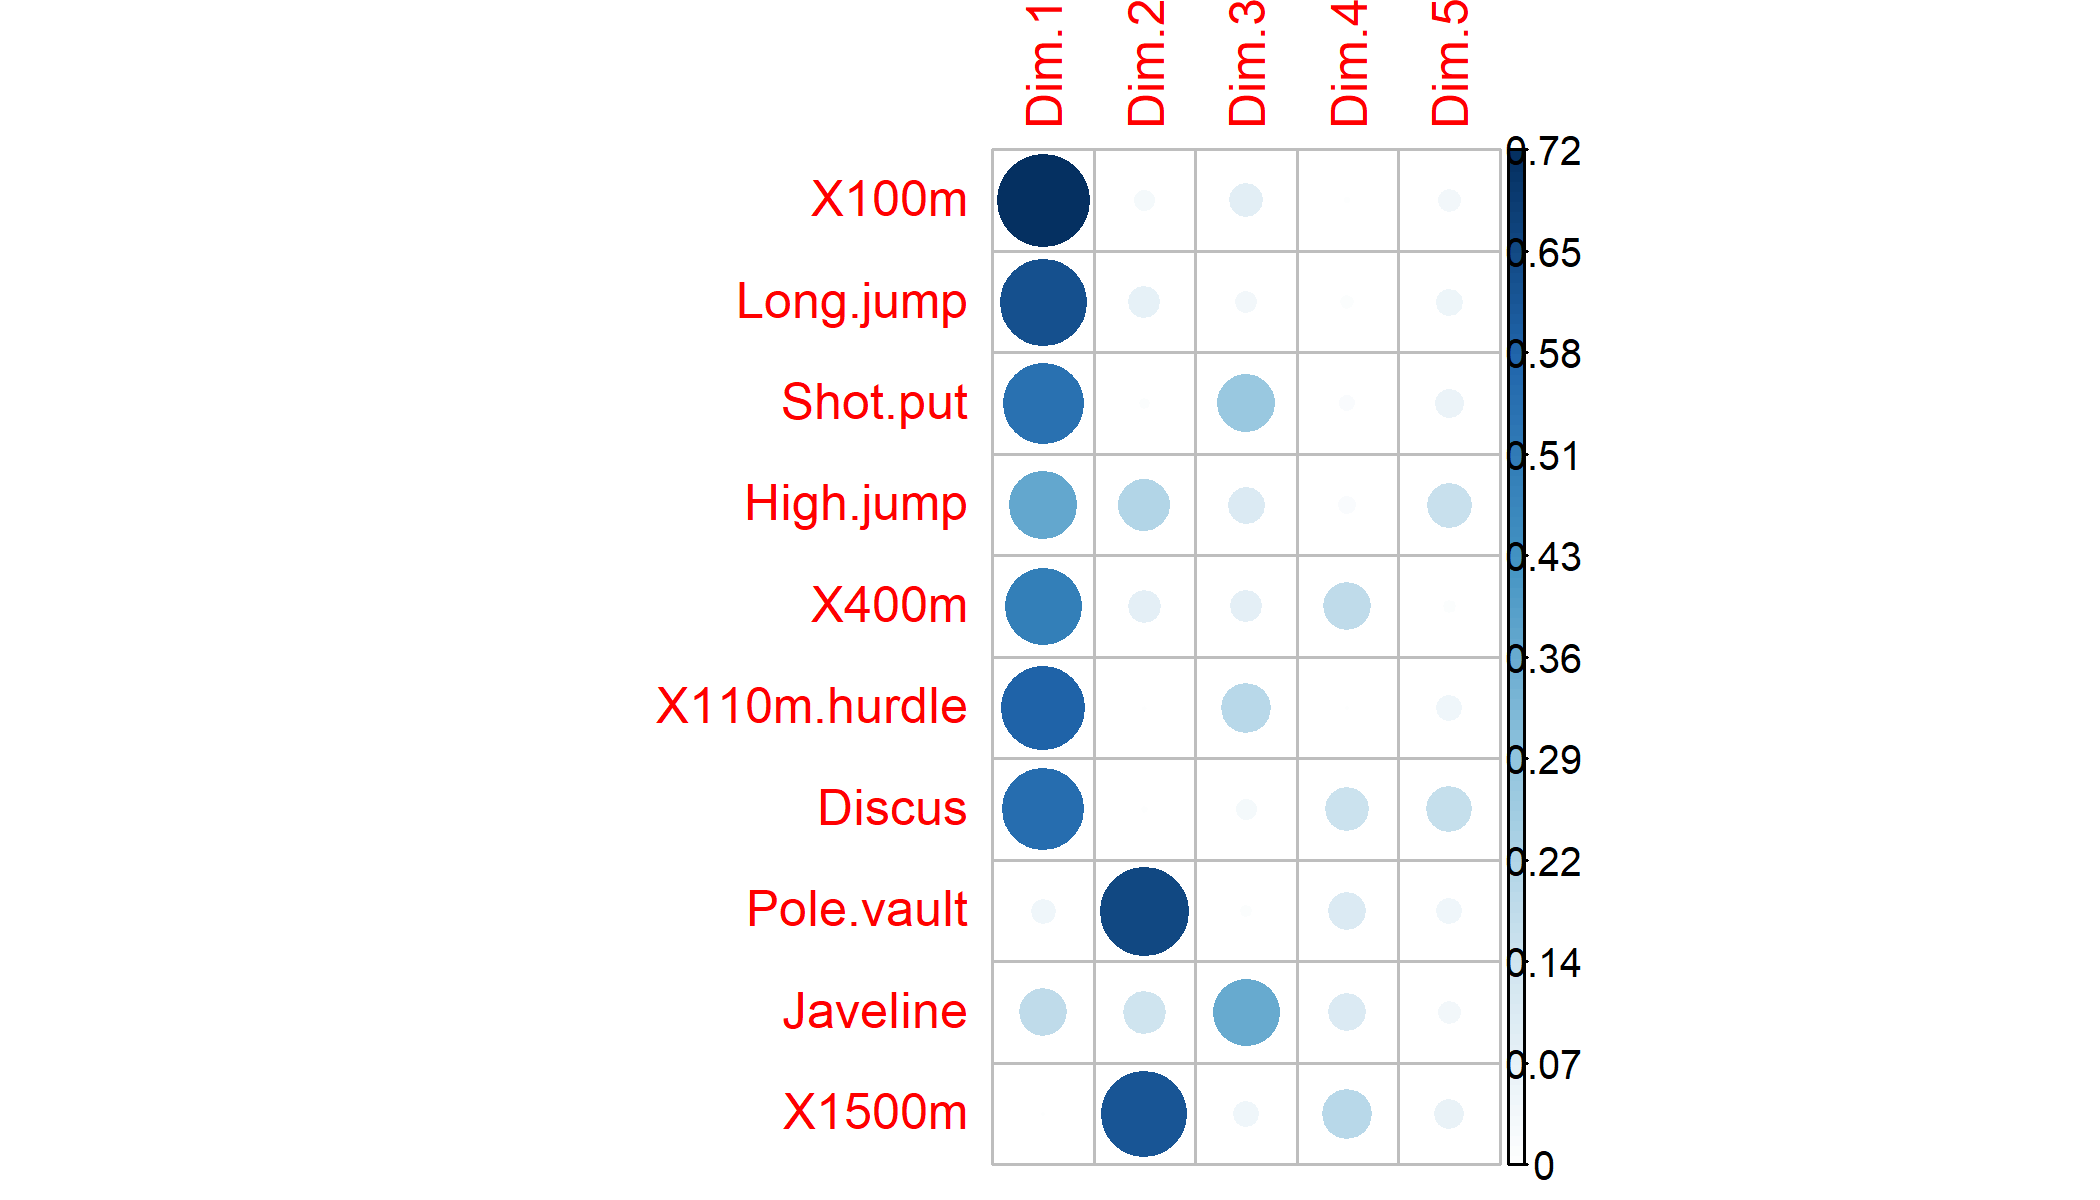 Dim.1 Dim.2 Dim.3 Dim.4 Dim.5
X100m
Long.jump
Shot.put
High.jump
X400m
X110m.hurdle
Discus
Pole.vault
Javeline
X1500m
0.72
0.65
0.58
0.51
0.43
0.36
0.29
0.22
0.14
0.07
0